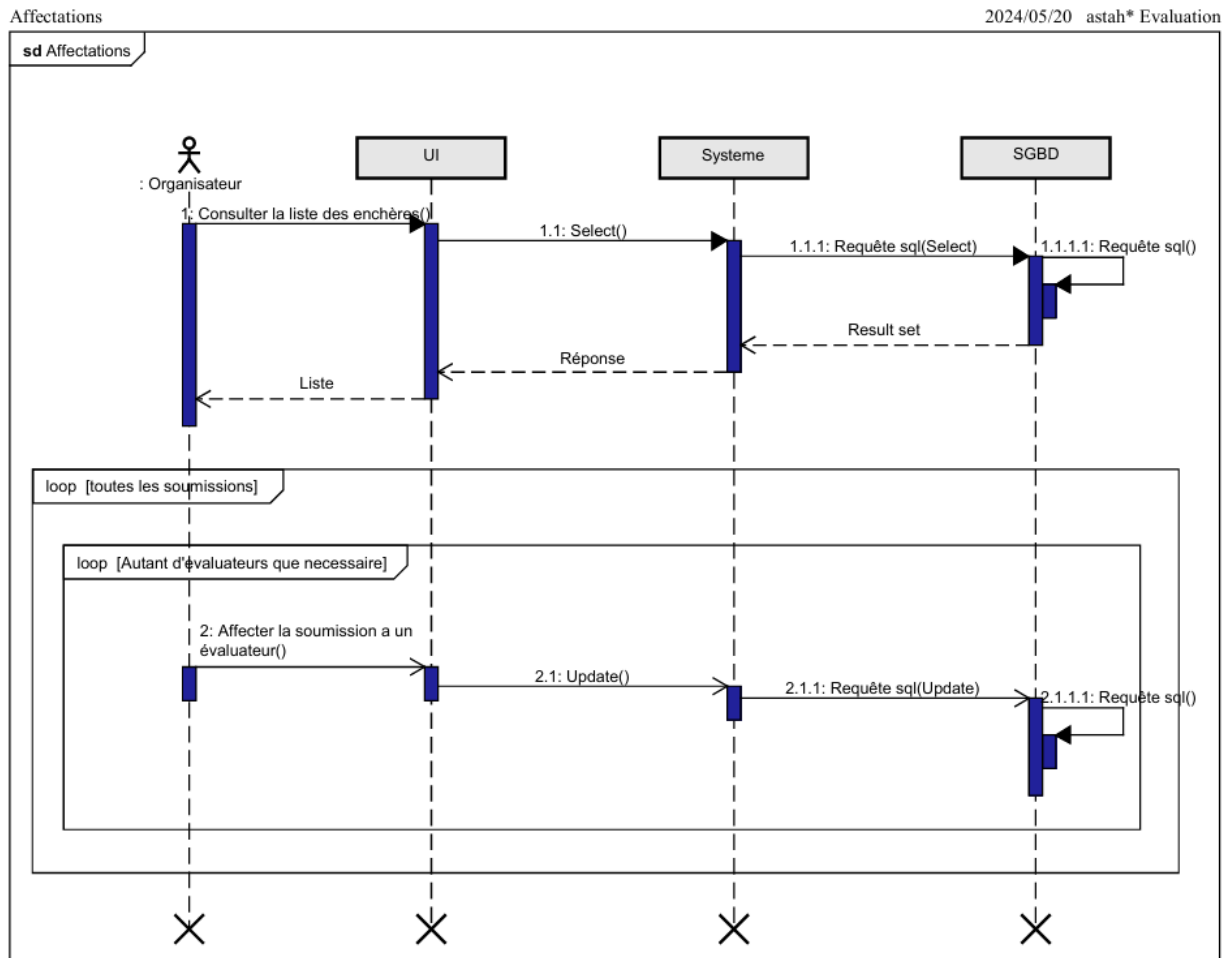 Affectations
2024/05/20 astah* Evaluation
sd Affectations
UI
Systeme
SGBD
: Organisateur
1: Consulter la liste des enchères()
1.1: Select()
1.1.1: Requête sql(Select)
1.1.1.1: Requête sql()
Result set
Réponse
Liste
loop [toutes les soumissions]
loop [Autant d'évaluateurs que necessaire]
2: Affecter la soumission a un
évaluateur()
2.1: Update()
2.1.1: Requête sql(Update)
2.1.1.1: Requête sql()